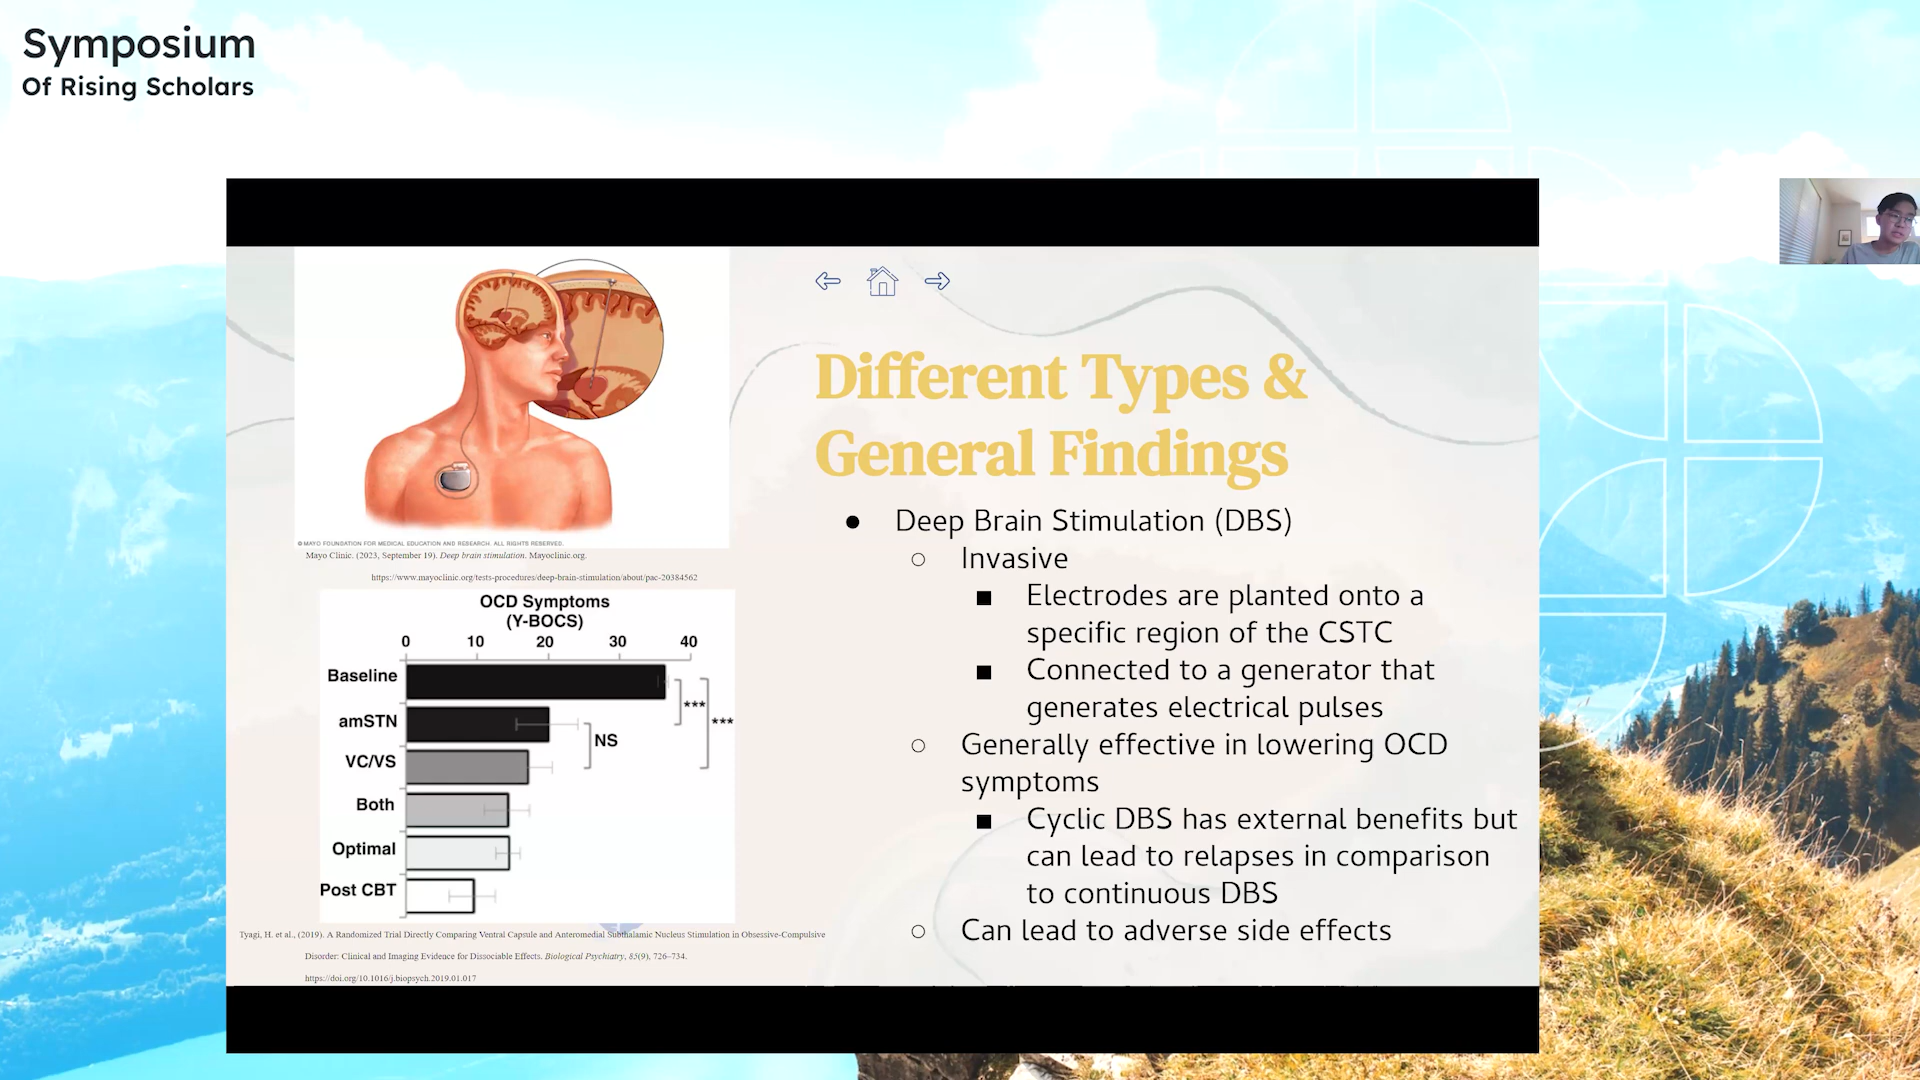 Symposium
Of Rising Scholars
© MAYO FOUNDATION FOR MEDICAL EDUCATION AND RESEARCH. ALL RIGHTS RESERVED.
Mayo Clinic. (2023, September 19). Deep brain stimulation. Mayoclinic.org.
https://www.mayoclinic.org/tests-procedures/deep-brain-stimulation/about/pac-20384562
OCD Symptoms
(Y-BOCS)
0 10 20 30 40
Baseline
***
amSTN
***
NS
VC/VS
Both
Optimal
Post CBT
Tyagi, H. et al., (2019). A Randomized Trial Directly Comparing Ventral Capsule and Anteromedial Subthalamic Nucleus Stimulation in Obsessive-Compulsive
Disorder: Clinical and Imaging Evidence for Dissociable Effects. Biological Psychiatry, 85(9), 726–734.
https://doi.org/10.1016/j.biopsych.2019.01.017
Different Types &
General Findings
● Deep Brain Stimulation (DBS)
○ Invasive
■ Electrodes are planted onto a
specific region of the CSTC
■ Connected to a generator that
generates electrical pulses
○ Generally effective in lowering OCD
symptoms
■ Cyclic DBS has external benefits but
can lead to relapses in comparison
to continuous DBS
○ Can lead to adverse side effects